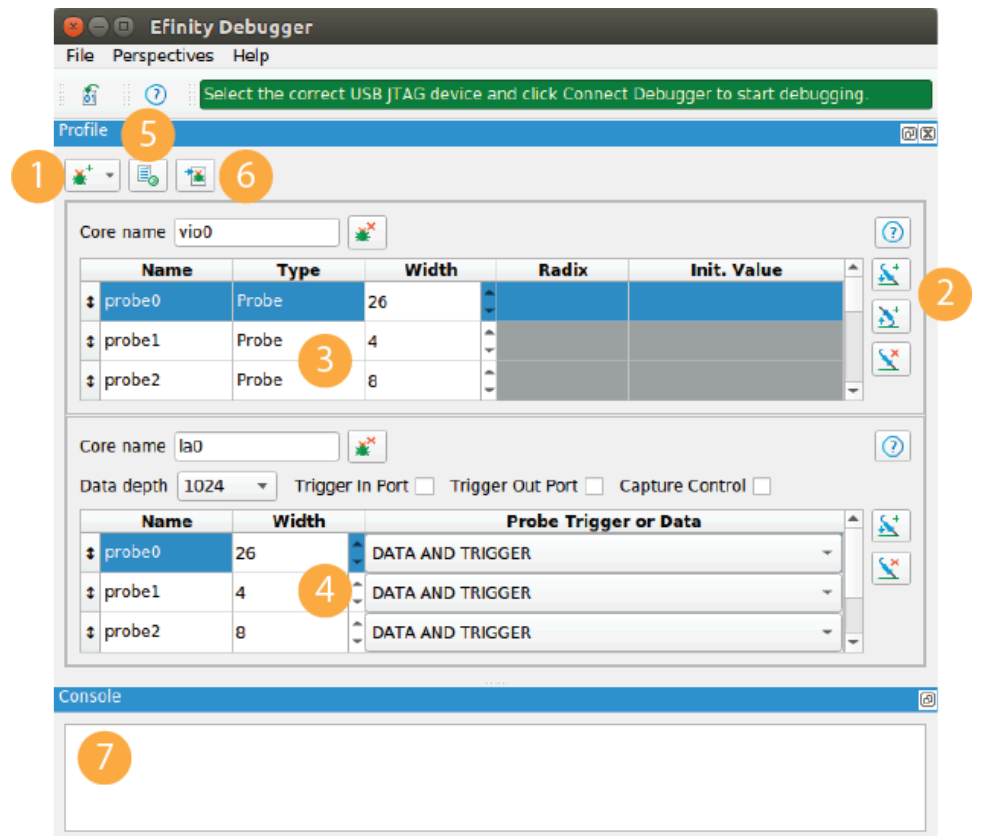 Efinity Debugger
File Perspectives Help
Select the correct USB JTAG device and click Connect Debugger to start debugging.
Profile
5
1
6
Core name vio0
Name Type Width Radix Init. Value
2
probe0 Probe 26
probe1 Probe 4
3
probe2 Probe 8
Core name la0
Data depth 1024 Trigger In Port Trigger Out Port Capture Control
Name Width Probe Trigger or Data
probe0 26 DATA AND TRIGGER
probe1 4 DATA AND TRIGGER
4
probe2 8 DATA AND TRIGGER
Console
7